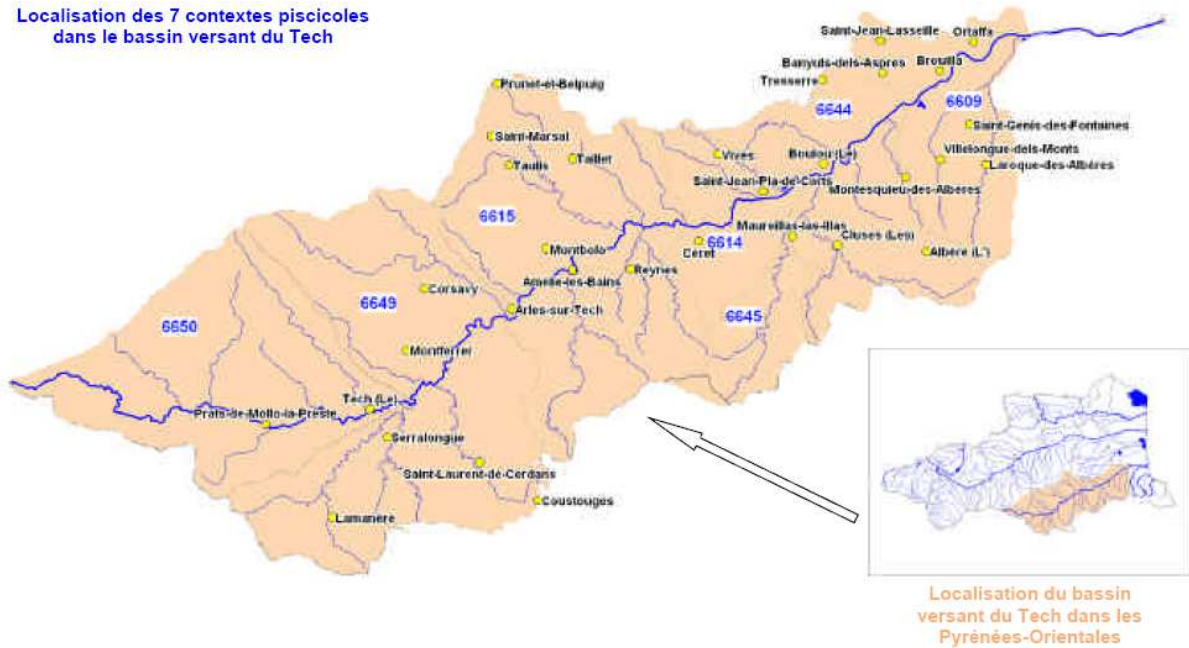 Localisation des 7 contextes piscicoles
dans le bassin versant du Tech
Saint-Jean-Lasseille
Ortaffa
Banyuls-dels-Aspres
Brouilla
Tresserre
Prunet-et-Belpuig
6644
6609
Saint-Genis-des-Fontaines
Saint-Marsal
Taillet
Vives
Boulou (Le)
Villelongue-dels-Monts
Taulis
Laroque-des-Albères
Saint-Jean-Pla-de-Corts
Montesquieu-des-Albères
6615
Maureillas-las-Illas
6614
Cluses (Les)
Montbolo
Céret
Albère (L')
Amélie-les-Bains
Reynes
Corsavy
6649
Arles-sur-Tech
6645
6650
Montferrer
Tech (Le)
Prats-de-Mollo-la-Preste
Serralongue
Saint-Laurent-de-Cerdans
Coustouges
Lamanère
Localisation du bassin
versant du Tech dans les
Pyrénées-Orientales